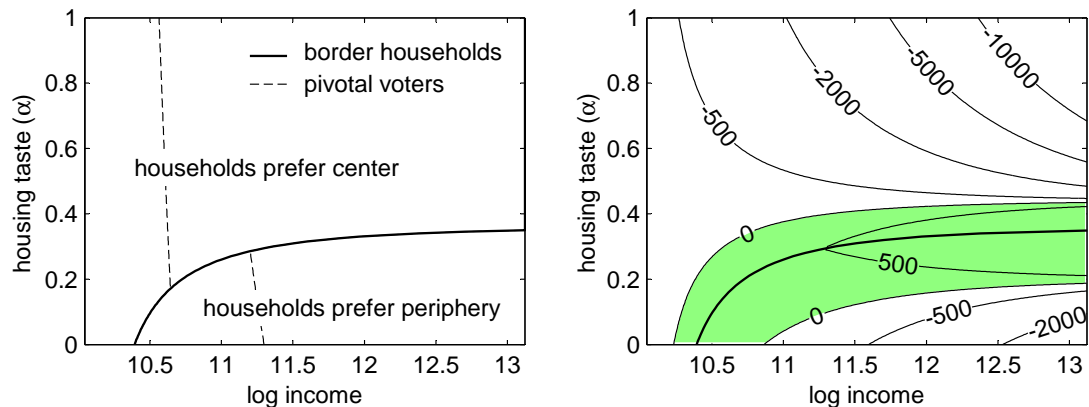 border households
pivotal voters
households prefer center
households prefer periphery
housing taste (α)
1
0.8
0.6
0.4
0.2
0
10.5 11 11.5 12 12.5 13
log income
-500
-2000
-5000
-10000
0
500
0
-500
-2000
housing taste (α)
1
0.8
0.6
0.4
0.2
0
10.5 11 11.5 12 12.5 13
log income